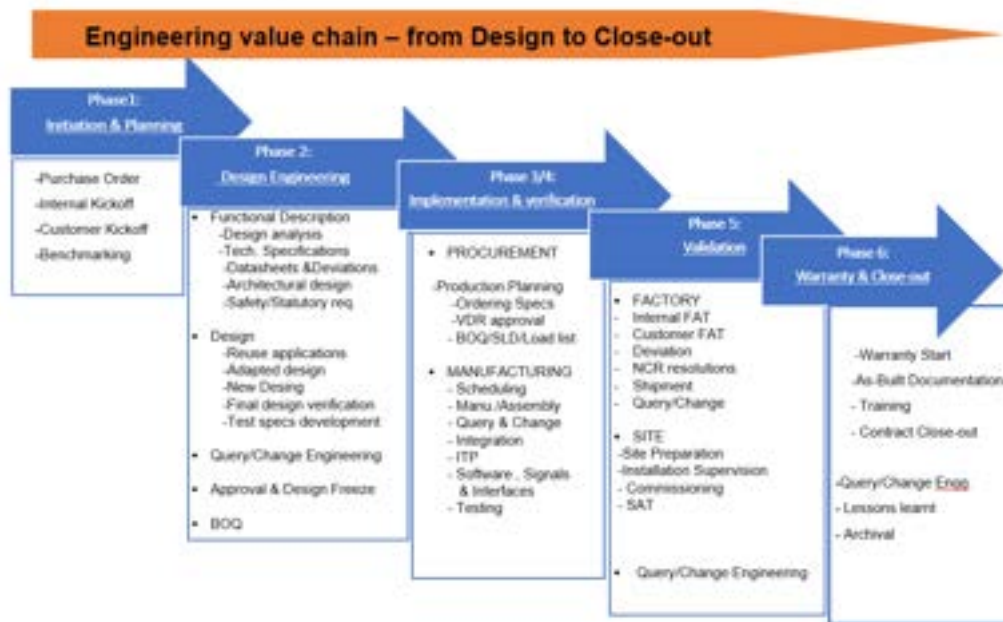 Engineering value chain – from Design to Close-out
Phase1:
Initiation & Planning
-Purchase Order
-Internal Kickoff
-Customer Kickoff
-Benchmarking
Phase 2:
Design Engineering
• Functional Description
-Design analysis
-Tech. Specifications
-Datasheets &Deviations
-Architectural design
-Safety/Statutory req.
• Design
-Reuse applications
-Adapted design
-New Desing
-Final design verification
-Test specs development
• Query/Change Engineering
• Approval & Design Freeze
• BOQ
Phase 3/4:
Implementation & verification
• PROCUREMENT
-Production Planning
-Ordering Specs
-VDR approval
- BOQ/SLD/Load list
• MANUFACTURING
- Scheduling
- Manu./Assembly
- Query & Change
- Integration
- ITP
- Software., Signals
& Interfaces
- Testing
Phase 5:
Validation
• FACTORY
- Internal FAT
- Customer FAT
- Deviation
- NCR resolutions
- Shipment
- Query/Change
• SITE
-Site Preparation
-Installation Supervision
- Commissioning
- SAT
• Query/Change Engineering
Phase 6:
Warranty & Close-out
-Warranty Start
-As-Built Documentation
- Training
- Contract Close-out
-Query/Change Engg
- Lessons learnt
- Archival